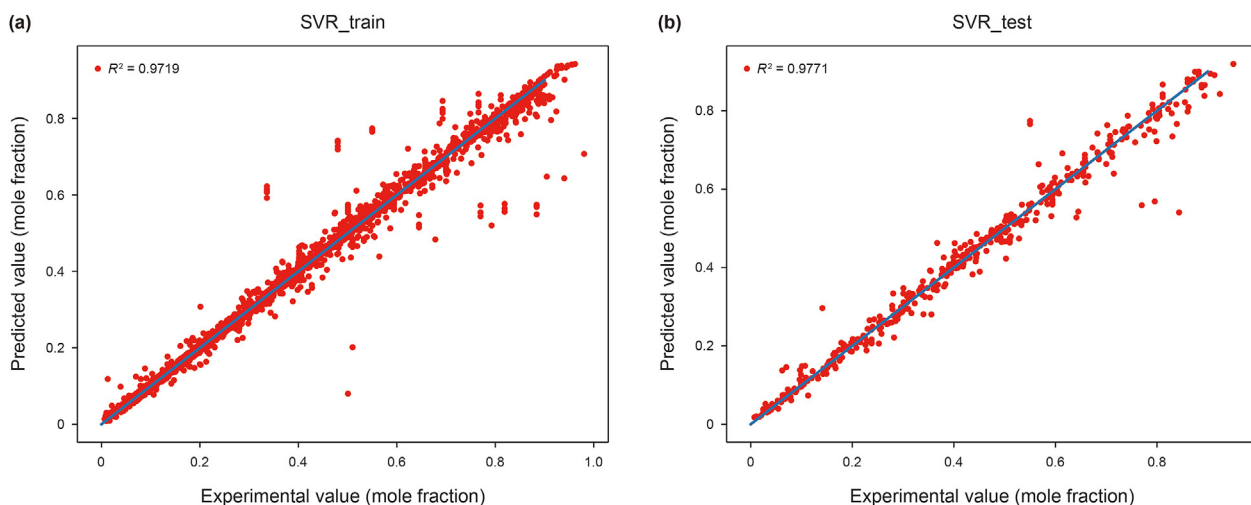 (a)
SVR_train
R² = 0.9719
Predicted value (mole fraction)
0.8
0.6
0.4
0.2
0
0
0.2
0.4
0.6
0.8
1.0
Experimental value (mole fraction)
(b)
SVR_test
R² = 0.9771
Predicted value (mole fraction)
0.8
0.6
0.4
0.2
0
0
0.2
0.4
0.6
0.8
Experimental value (mole fraction)